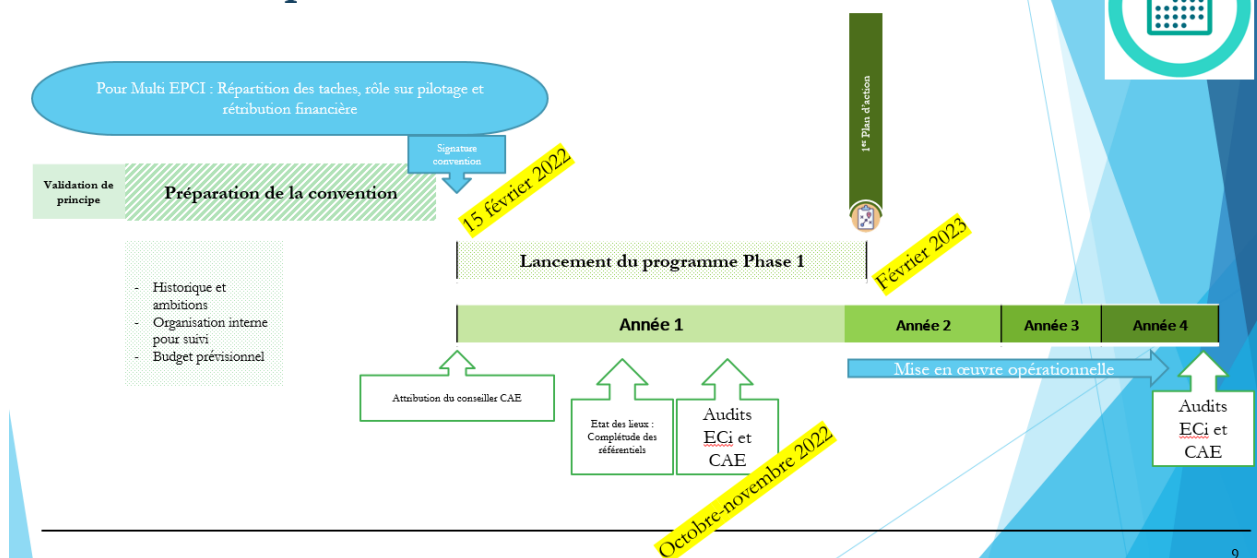 Pour Multi EPCI : Répartition des taches, rôle sur pilotage et
rétribution financière
Signature
convention
1er Plan d'action
Validation de
principe
Préparation de la convention
15 février 2022
Lancement du programme Phase 1
Février 2023
- Historique et
ambitions
- Organisation interne
pour suivi
- Budget prévisionnel
Année 1
Année 2
Année 3
Année 4
Mise en œuvre opérationnelle
Attribution du conseiller CAE
Etat des lieux :
Complétude des
référentiels
Audits
ECi et
CAE
Octobre-novembre 2022
Audits
ECi et
CAE
9